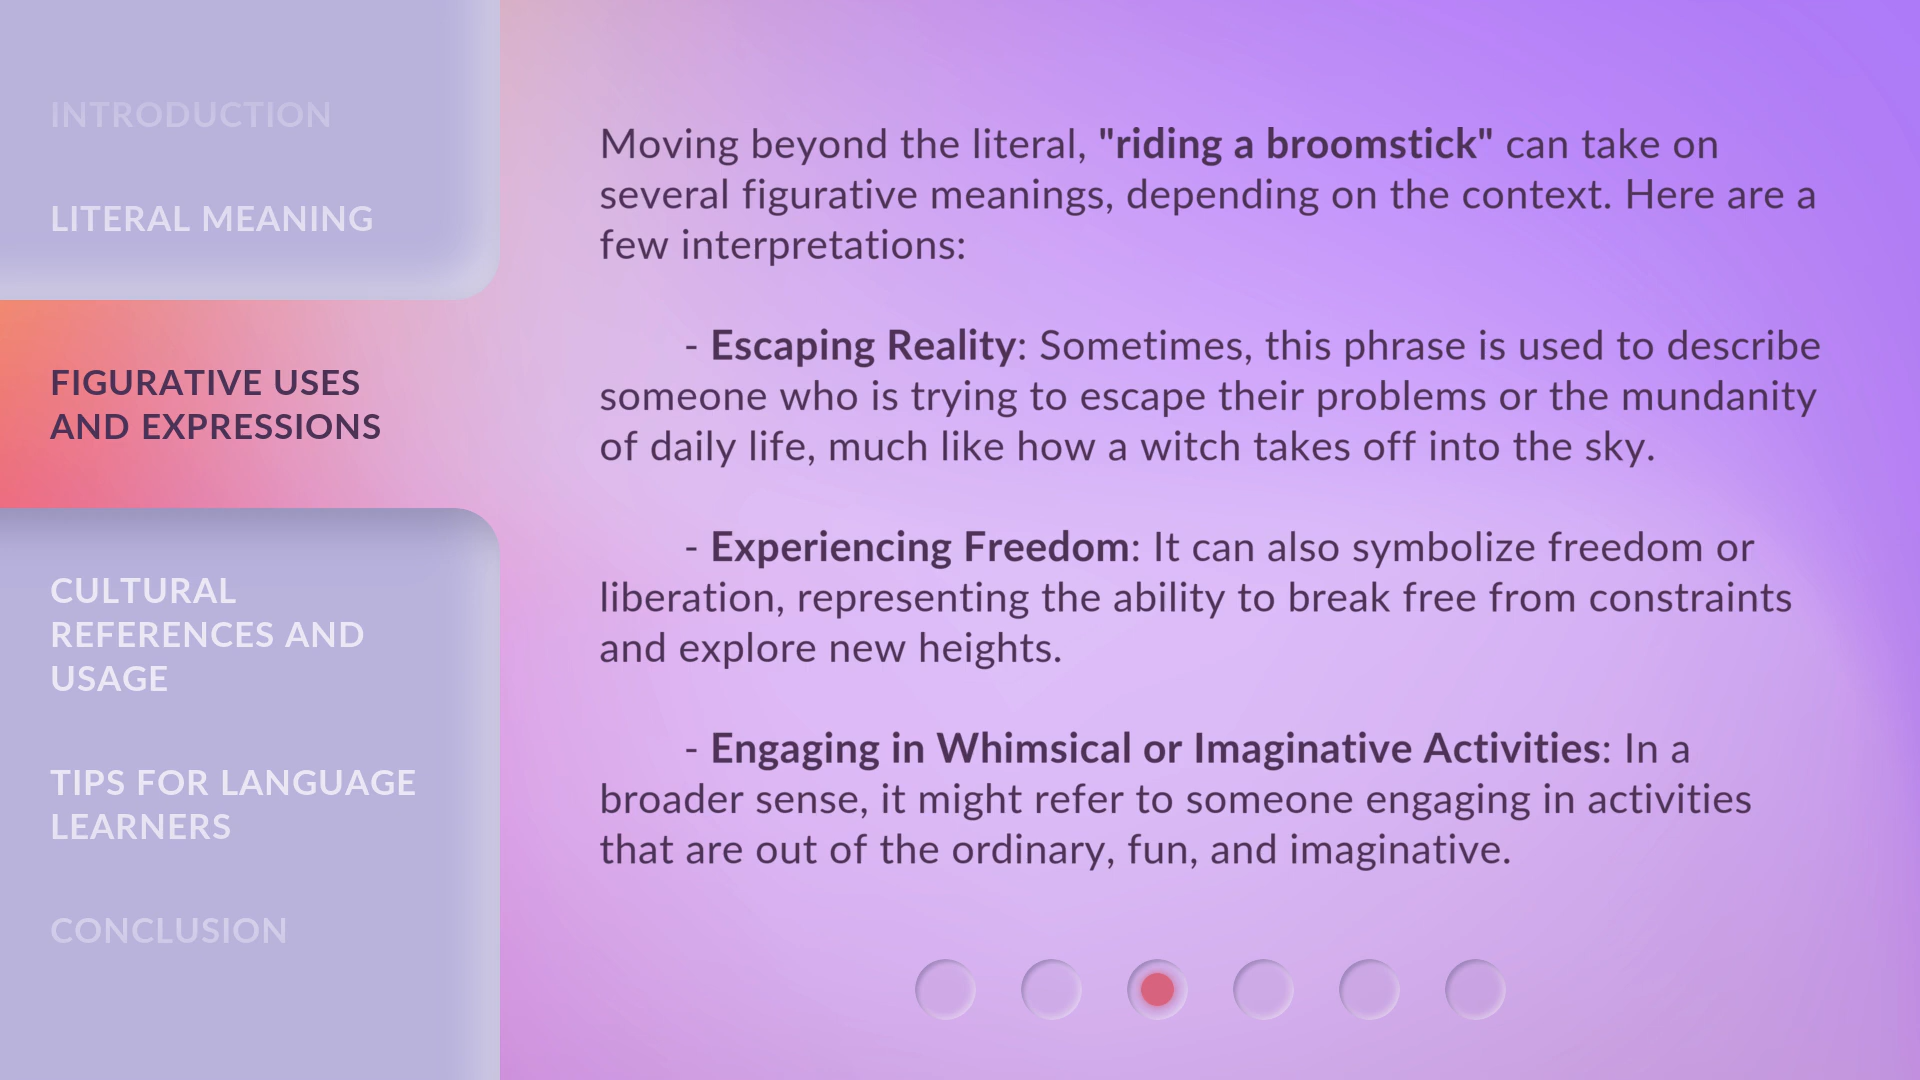 INTRODUCTION
LITERAL MEANING
FIGURATIVE USES
AND EXPRESSIONS
CULTURAL
REFERENCES AND
USAGE
TIPS FOR LANGUAGE
LEARNERS
CONCLUSION
Moving beyond the literal, "riding a broomstick" can take on
several figurative meanings, depending on the context. Here are a
few interpretations:
- Escaping Reality: Sometimes, this phrase is used to describe
someone who is trying to escape their problems or the mundanity
of daily life, much like how a witch takes off into the sky.
- Experiencing Freedom: It can also symbolize freedom or
liberation, representing the ability to break free from constraints
and explore new heights.
- Engaging in Whimsical or Imaginative Activities: In a
broader sense, it might refer to someone engaging in activities
that are out of the ordinary, fun, and imaginative.